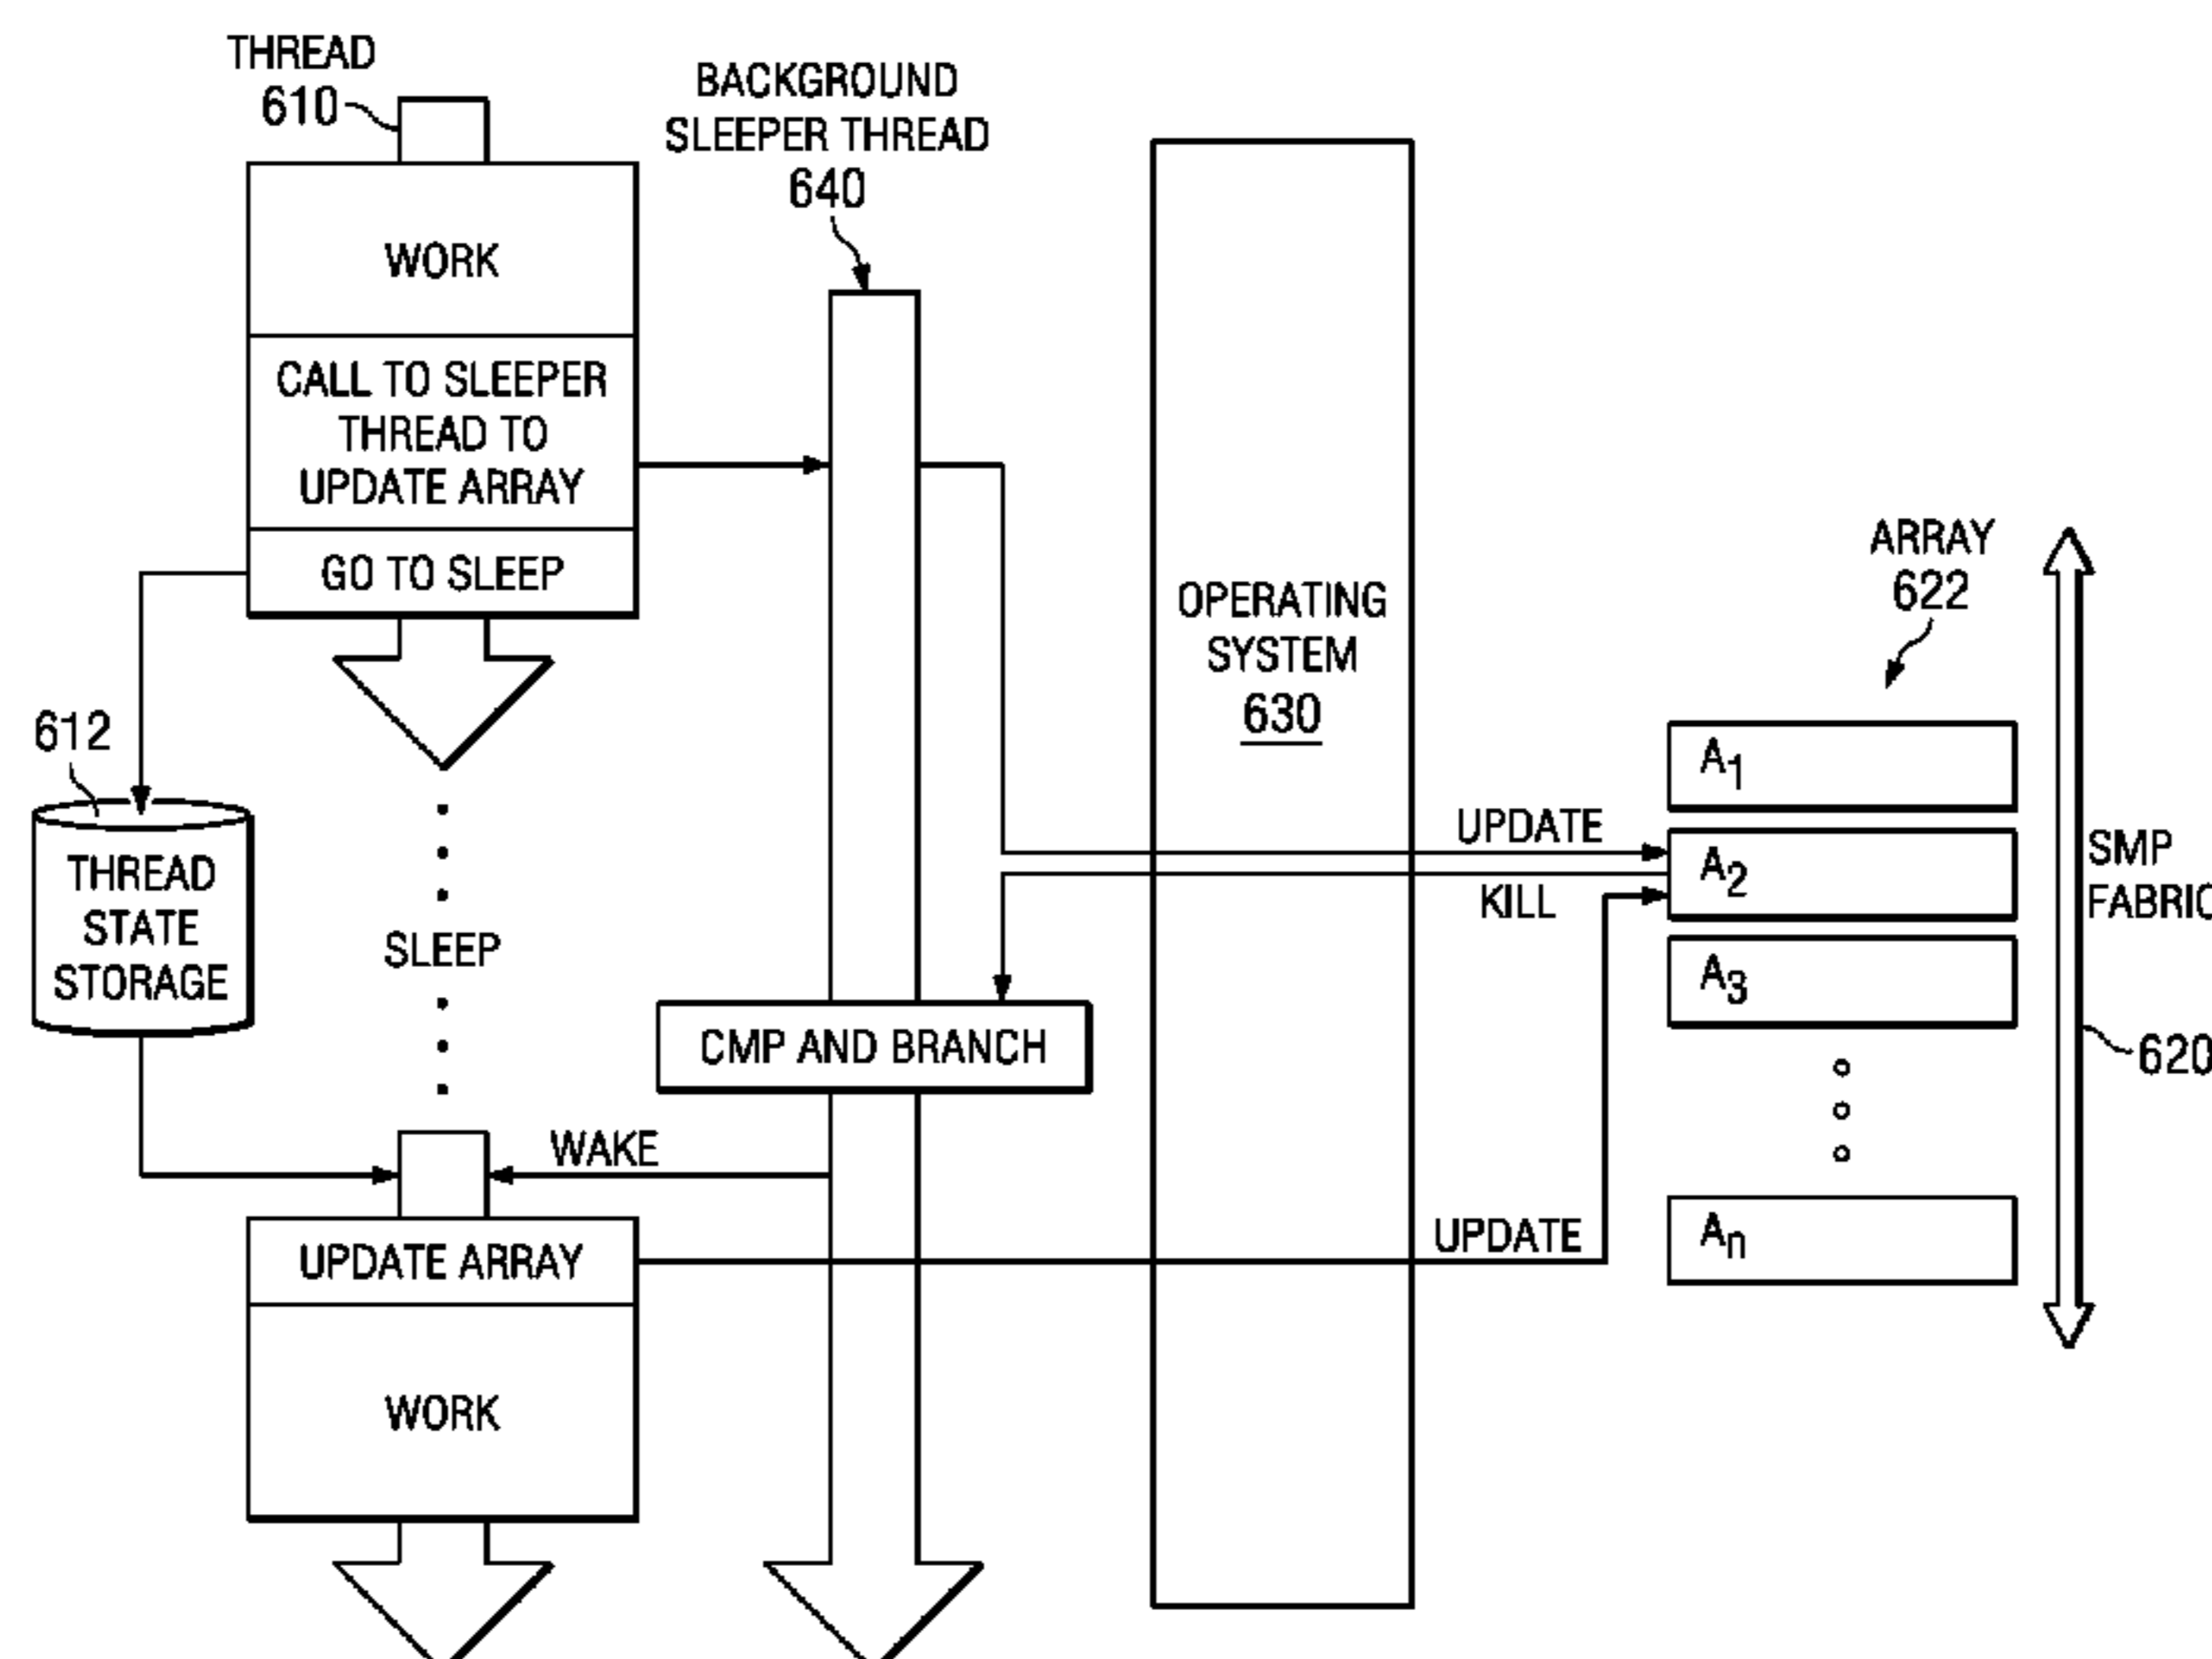 THREAD
610
BACKGROUND
SLEEPER THREAD
640
WORK
CALL TO SLEEPER
THREAD TO
UPDATE ARRAY
GO TO SLEEP
612
THREAD
STATE
STORAGE
SLEEP
CMP AND BRANCH
WAKE
UPDATE ARRAY
WORK
OPERATING
SYSTEM
630
UPDATE
KILL
UPDATE
ARRAY
622
A1
A2
A3
An
SMP
FABRIC
620